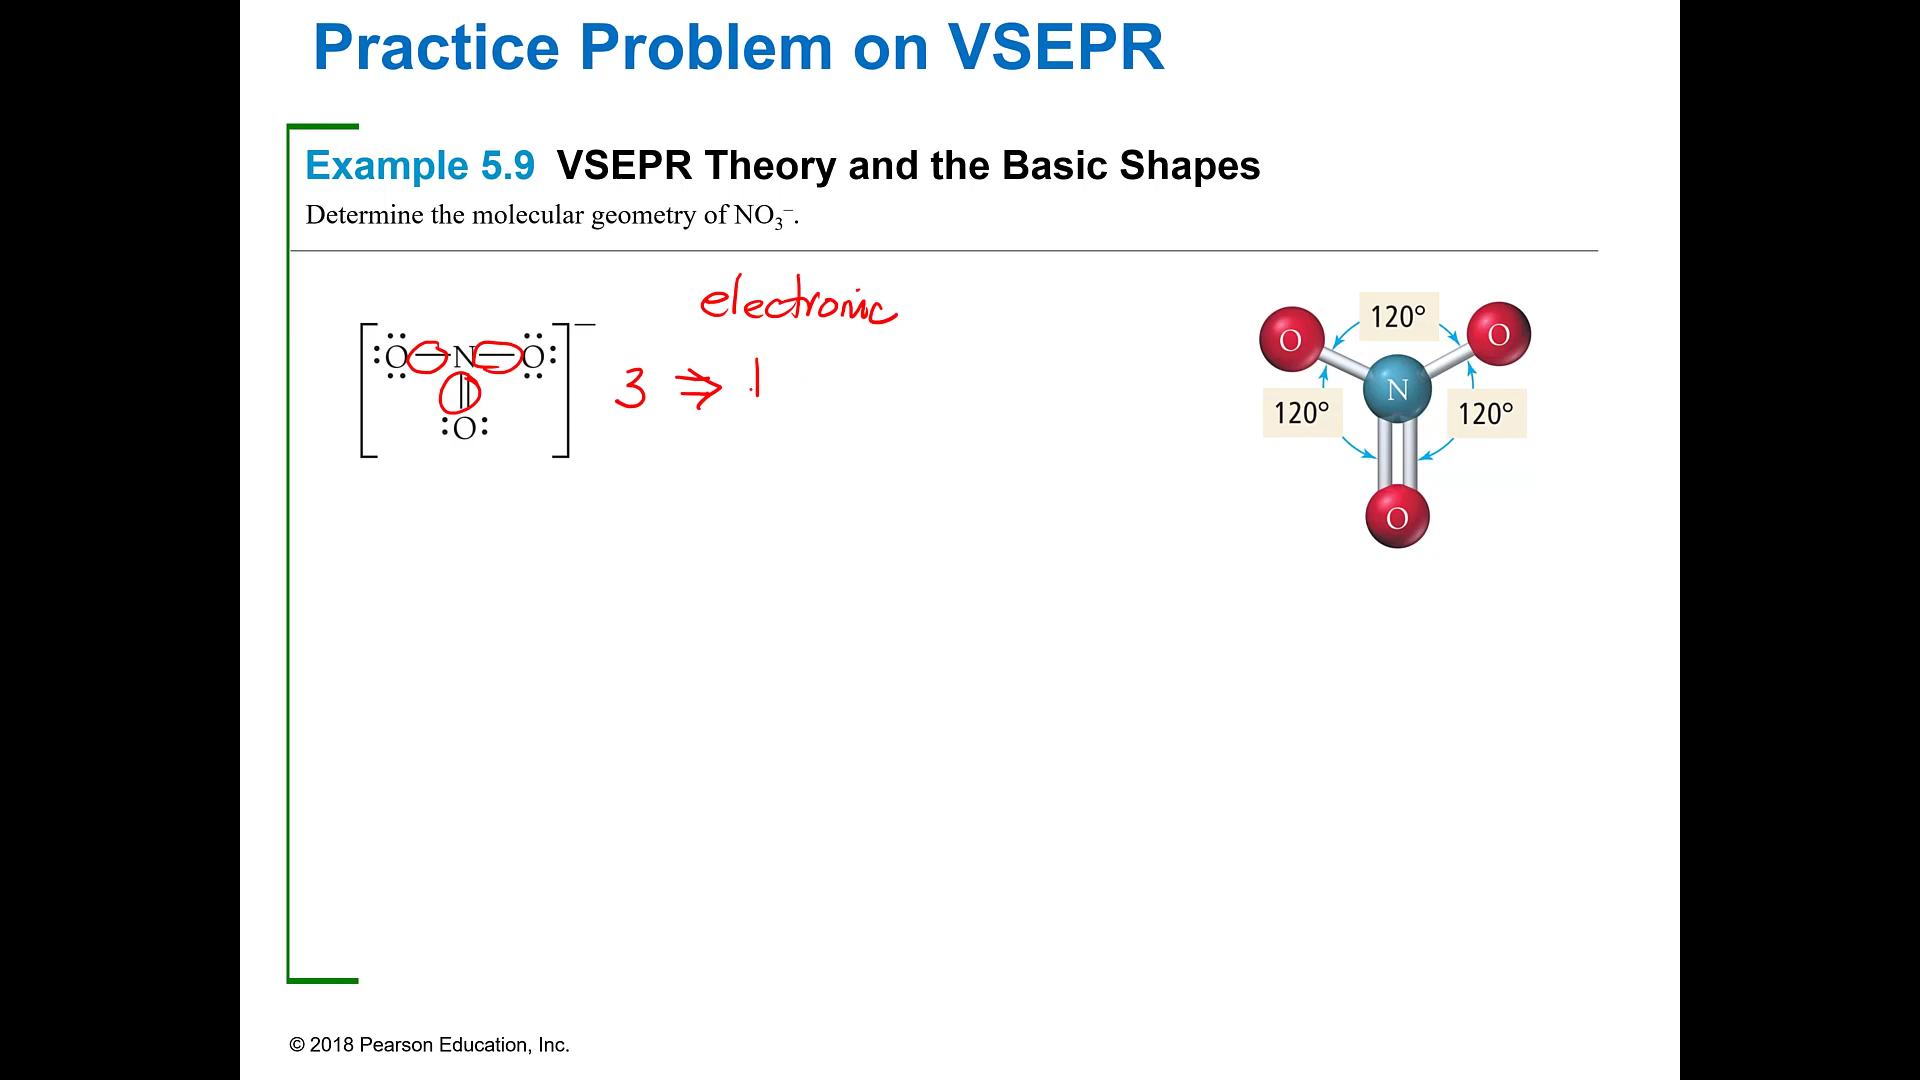 Practice Problem on VSEPR
Example 5.9 VSEPR Theory and the Basic Shapes
Determine the molecular geometry of NO₃⁻.
electronic
[:Ö—N—Ö:]⁻
:O:
3 ⇒
O 120° O
N
120° 120°
O
© 2018 Pearson Education, Inc.